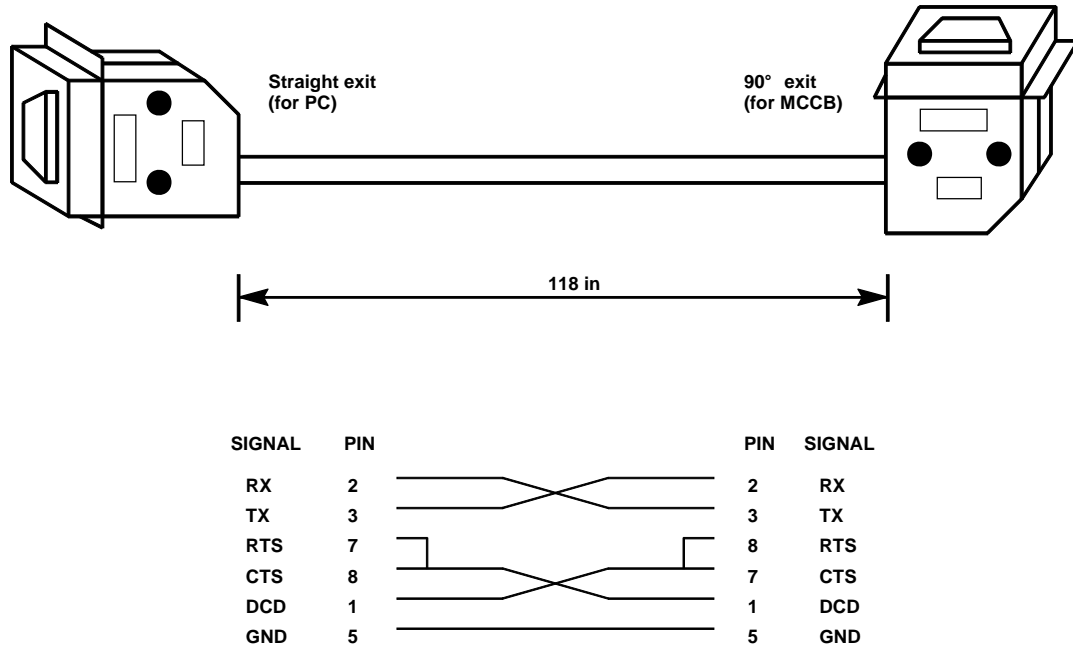 Straight exit
(for PC)
90° exit
(for MCCB)
118 in
SIGNAL PIN PIN SIGNAL
RX 2 2 RX
TX 3 3 TX
RTS 7 8 RTS
CTS 8 7 CTS
DCD 1 1 DCD
GND 5 5 GND